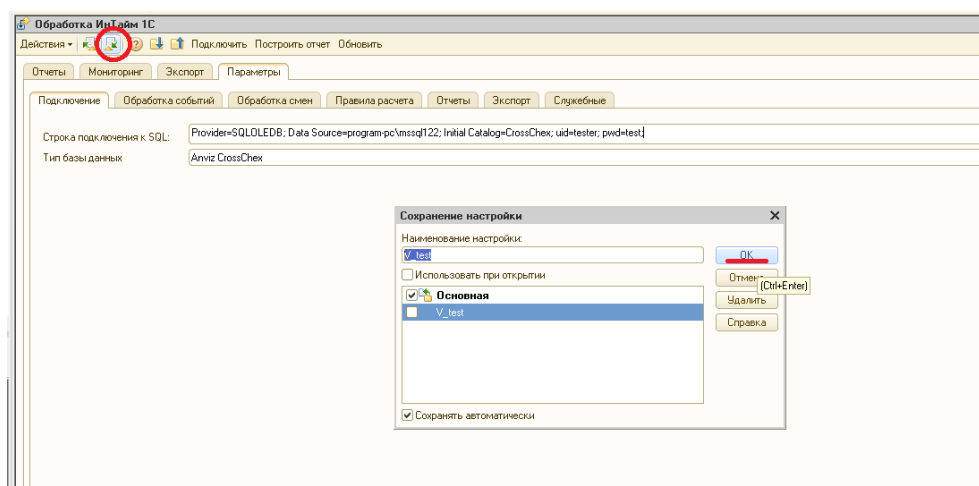 Обработка ИнТайм 1С
Действия Подключить Построить отчет Обновить
Отчеты Мониторинг Экспорт Параметры
Подключение Обработка событий Обработка смен Правила расчета Отчеты Экспорт Служебные
Строка подключения к SQL: Provider=SQLOLEDB; Data Source=program-pc\mssql122; Initial Catalog=CrossChex; uid=tester; pwd=test;
Тип базы данных Anviz CrossChex
Сохранение настройки
Наименование настройки:
V_test OK
Использовать при открытии Отмена
(Ctrl+Enter)
Основная Удалить
V_test Справка
Сохранять автоматически